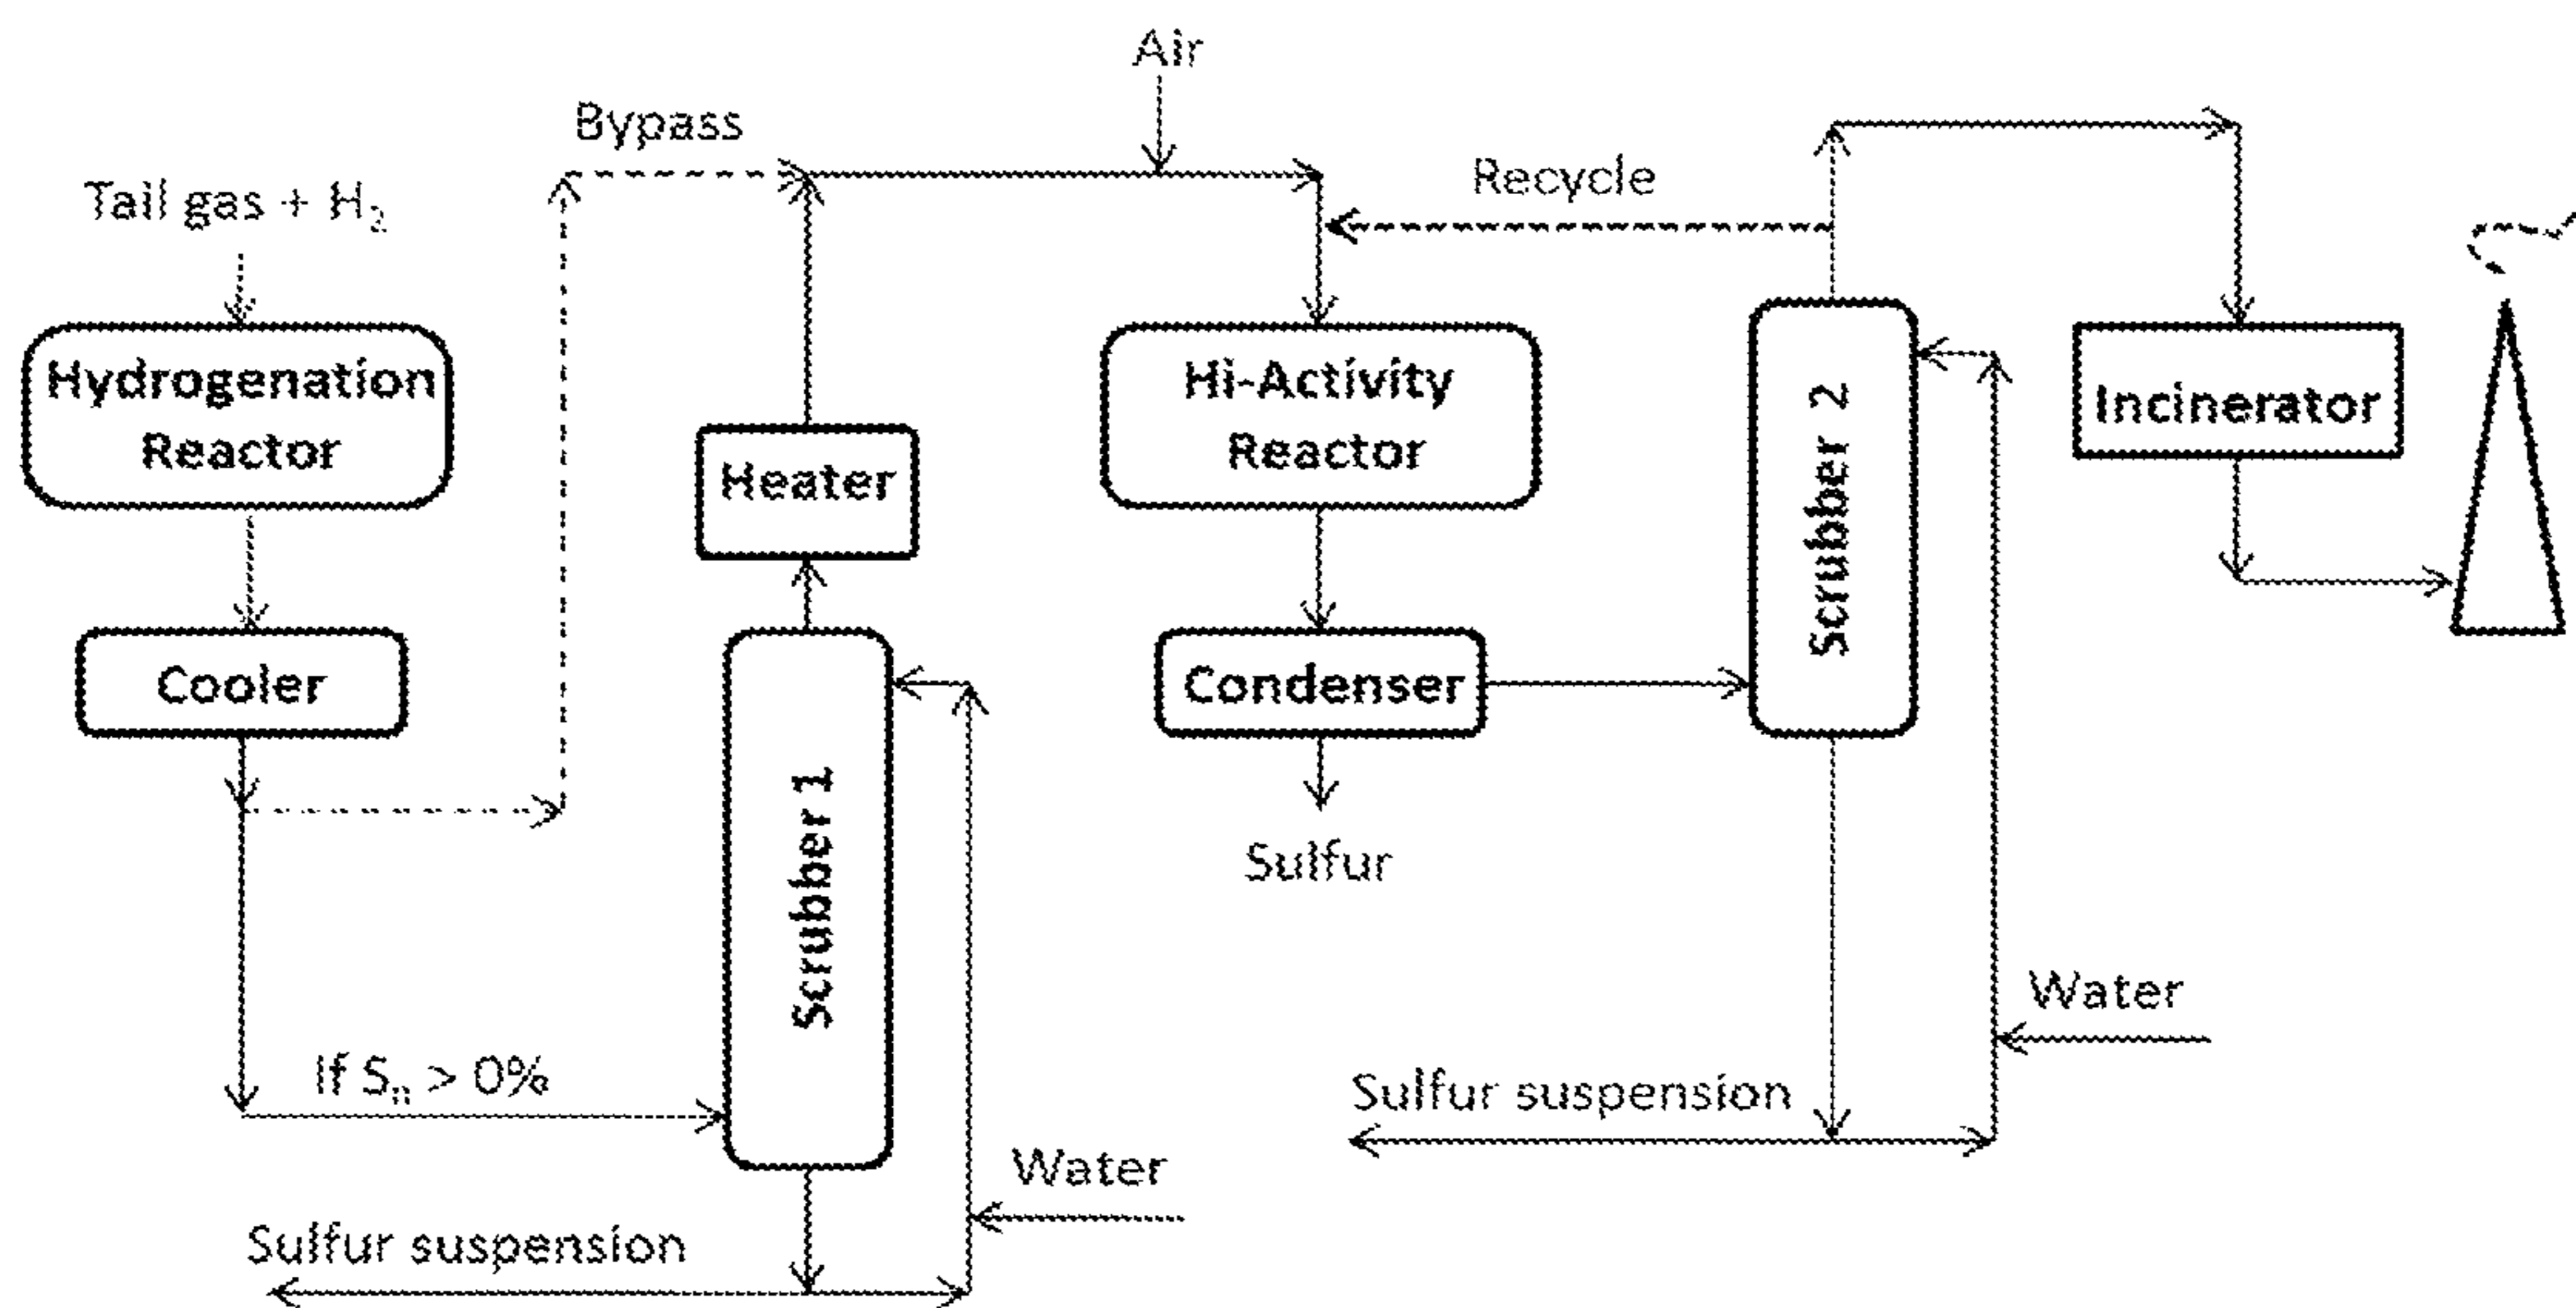 Air
Bypass
Tail gas + H₂
Recycle
Hydrogenation
Reactor
Heater
Hi-Activity
Reactor
Scrubber 2
Incinerator
Cooler
Scrubber 1
Condenser
Sulfur
If Sₙ > 0%
Water
Sulfur suspension
Water
Sulfur suspension